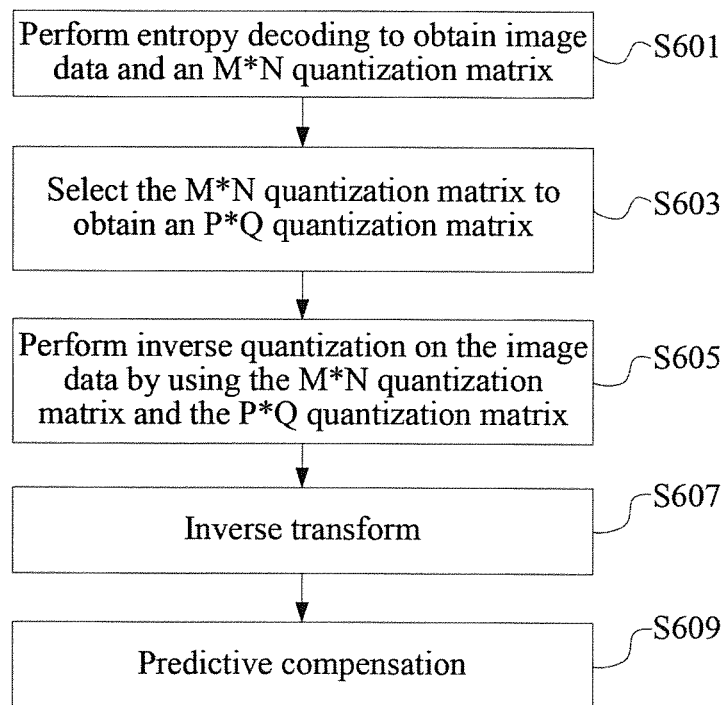 Perform entropy decoding to obtain image
data and an M*N quantization matrix
S601
Select the M*N quantization matrix to
obtain an P*Q quantization matrix
S603
Perform inverse quantization on the image
data by using the M*N quantization
matrix and the P*Q quantization matrix
S605
Inverse transform
S607
Predictive compensation
S609